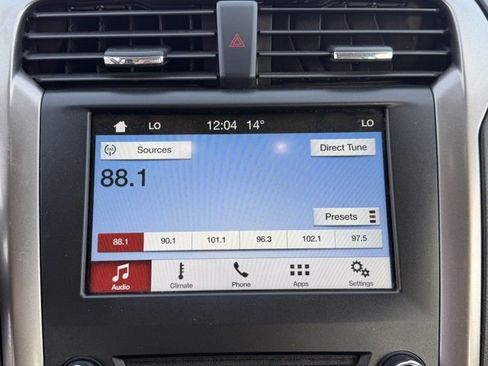 LO 12:04 14° LO
FM Sources Direct Tune
88.1
Presets
88.1 90.1 101.1 96.3 102.1 97.5
Audio Climate Phone Apps Settings